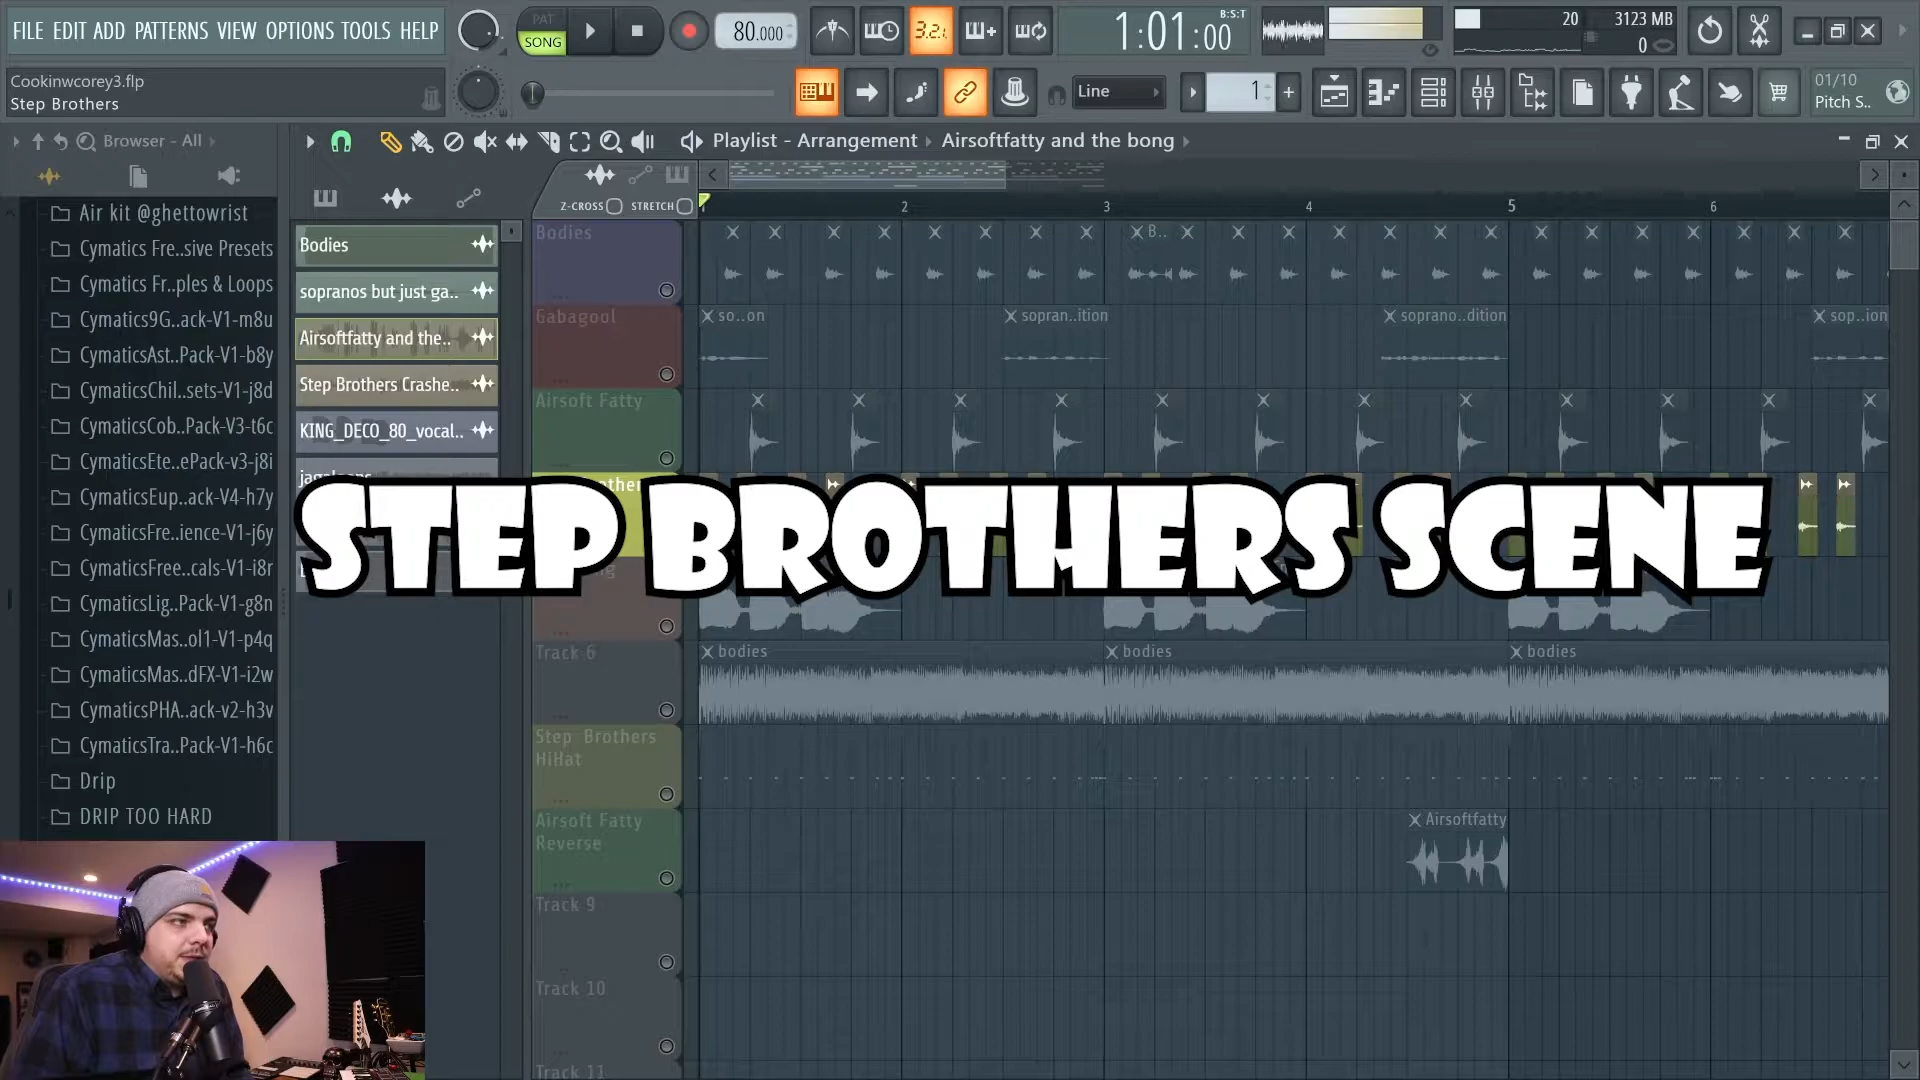 FILE EDIT ADD PATTERNS VIEW OPTIONS TOOLS HELP
PAT
SONG
80.000
3.2.
1:01:00
B:S:T
20
3123 MB
0
Cookinwcorey3.flp
Step Brothers
Line
1
01/10
Pitch S..
Browser - All
Playlist - Arrangement
Airsoftfatty and the bong
Z-CROSS
STRETCH
1 2 3 4 5 6
Air kit @ghettowrist
Cymatics Fre..sive Presets
Cymatics Fr..ples & Loops
Cymatics9G..ack-V1-m8u
CymaticsAst..Pack-V1-b8y
CymaticsChil..sets-V1-j8d
CymaticsCob..Pack-V3-t6c
CymaticsEte..ePack-v3-j8i
CymaticsEup..ack-V4-h7y
CymaticsFre..ience-V1-j6y
CymaticsFree..cals-V1-i8r
CymaticsLig..Pack-V1-g8n
CymaticsMas..ol1-V1-p4q
CymaticsMas..dFX-V1-i2w
CymaticsPHA..ack-v2-h3v
CymaticsTra..Pack-V1-h6c
Drip
DRIP TOO HARD
Bodies
sopranos but just ga..
Airsoftfatty and the..
Step Brothers Crashe..
KING_DECO_80_vocal..
Bodies
B..
Gabagool
so..on
sopran..ition
soprano..dition
sop..ion
Airsoft Fatty
STEP BROTHERS SCENE
Track 6
bodies
bodies
bodies
Step Brothers
HiHat
Airsoft Fatty
Reverse
Airsoftfatty
Track 9
Track 10
Track 11